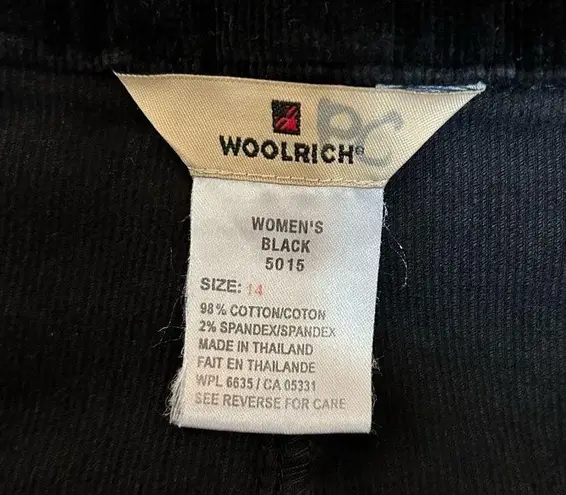 PC
WOOLRICH®
WOMEN'S
BLACK
5015
SIZE: 14
98% COTTON/COTON
2% SPANDEX/SPANDEX
MADE IN THAILAND
FAIT EN THAILANDE
WPL 6635 / CA 05331
SEE REVERSE FOR CARE